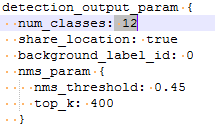 detection_output_param {
num_classes: 12
share_location: true
background_label_id: 0
nms_param {
nms_threshold: 0.45
top_k: 400
}